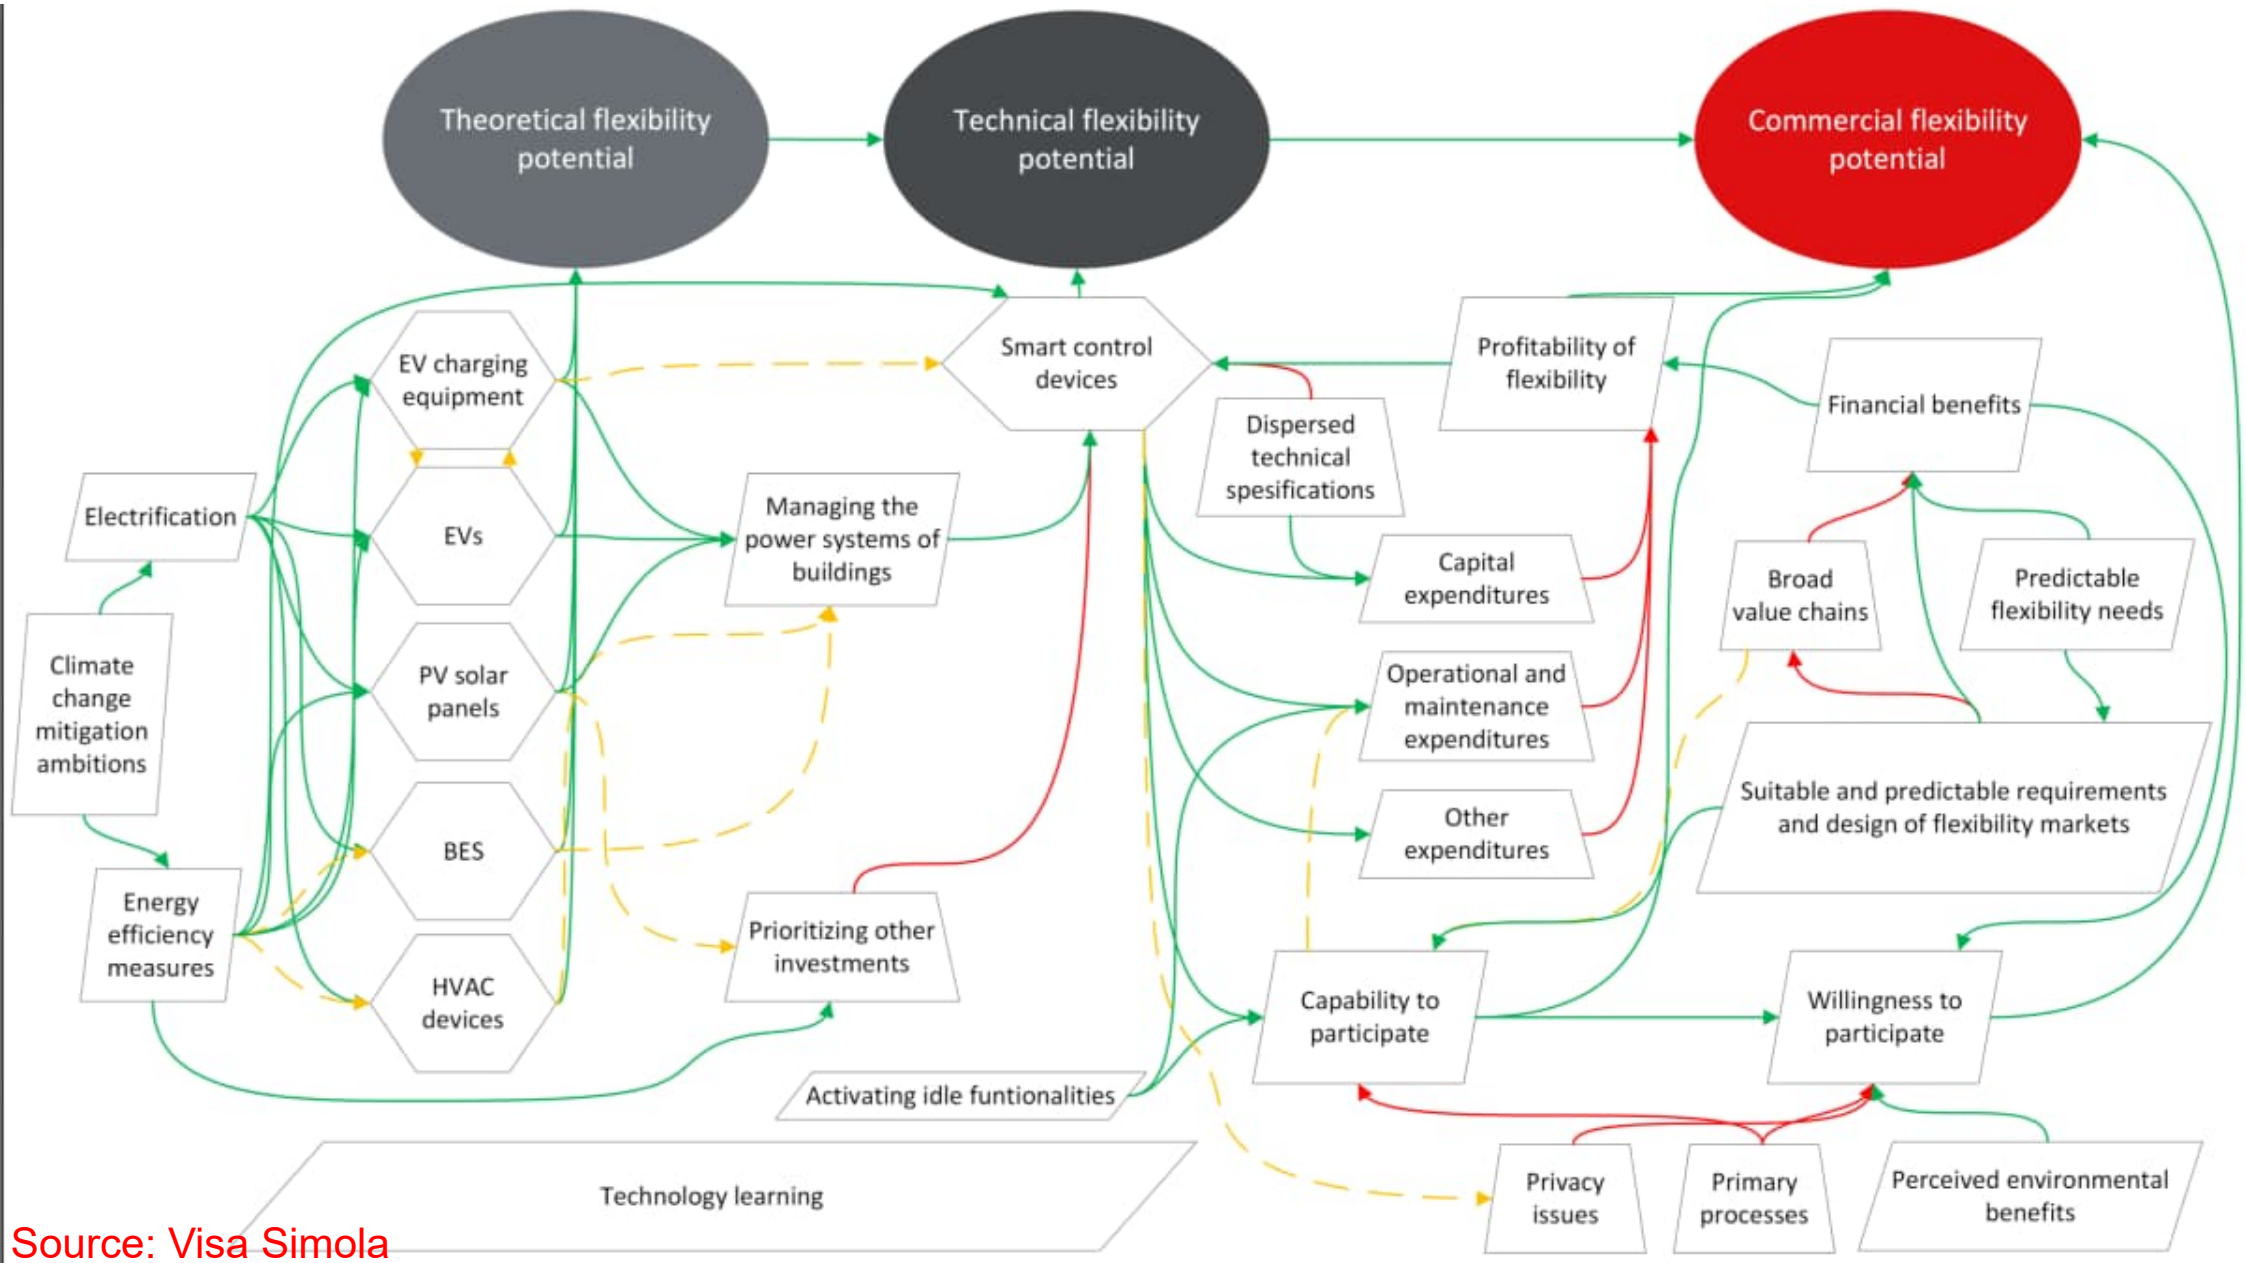 Theoretical flexibility
potential
Technical flexibility
potential
Commercial flexibility
potential
EV charging
equipment
Smart control
devices
Profitability of
flexibility
Financial benefits
Dispersed
technical
spesifications
Electrification
EVs
Managing the
power systems of
buildings
Capital
expenditures
Broad
value chains
Predictable
flexibility needs
Climate
change
mitigation
ambitions
PV solar
panels
Operational and
maintenance
expenditures
Suitable and predictable requirements
and design of flexibility markets
BES
Other
expenditures
Energy
efficiency
measures
Prioritizing other
investments
HVAC
devices
Capability to
participate
Willingness to
participate
Activating idle funtionalities
Technology learning
Privacy
issues
Primary
processes
Perceived environmental
benefits
Source: Visa Simola